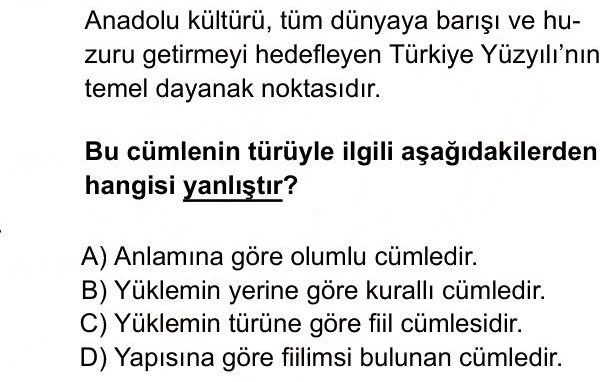 Anadolu kültürü, tüm dünyaya barışı ve hu-
zuru getirmeyi hedefleyen Türkiye Yüzyılı’nın
temel dayanak noktasıdır.
Bu cümlenin türüyle ilgili aşağıdakilerden
hangisi yanlıştır?
A) Anlamına göre olumlu cümledir.
B) Yüklemin yerine göre kurallı cümledir.
C) Yüklemin türüne göre fiil cümlesidir.
D) Yapısına göre fiilimsi bulunan cümledir.